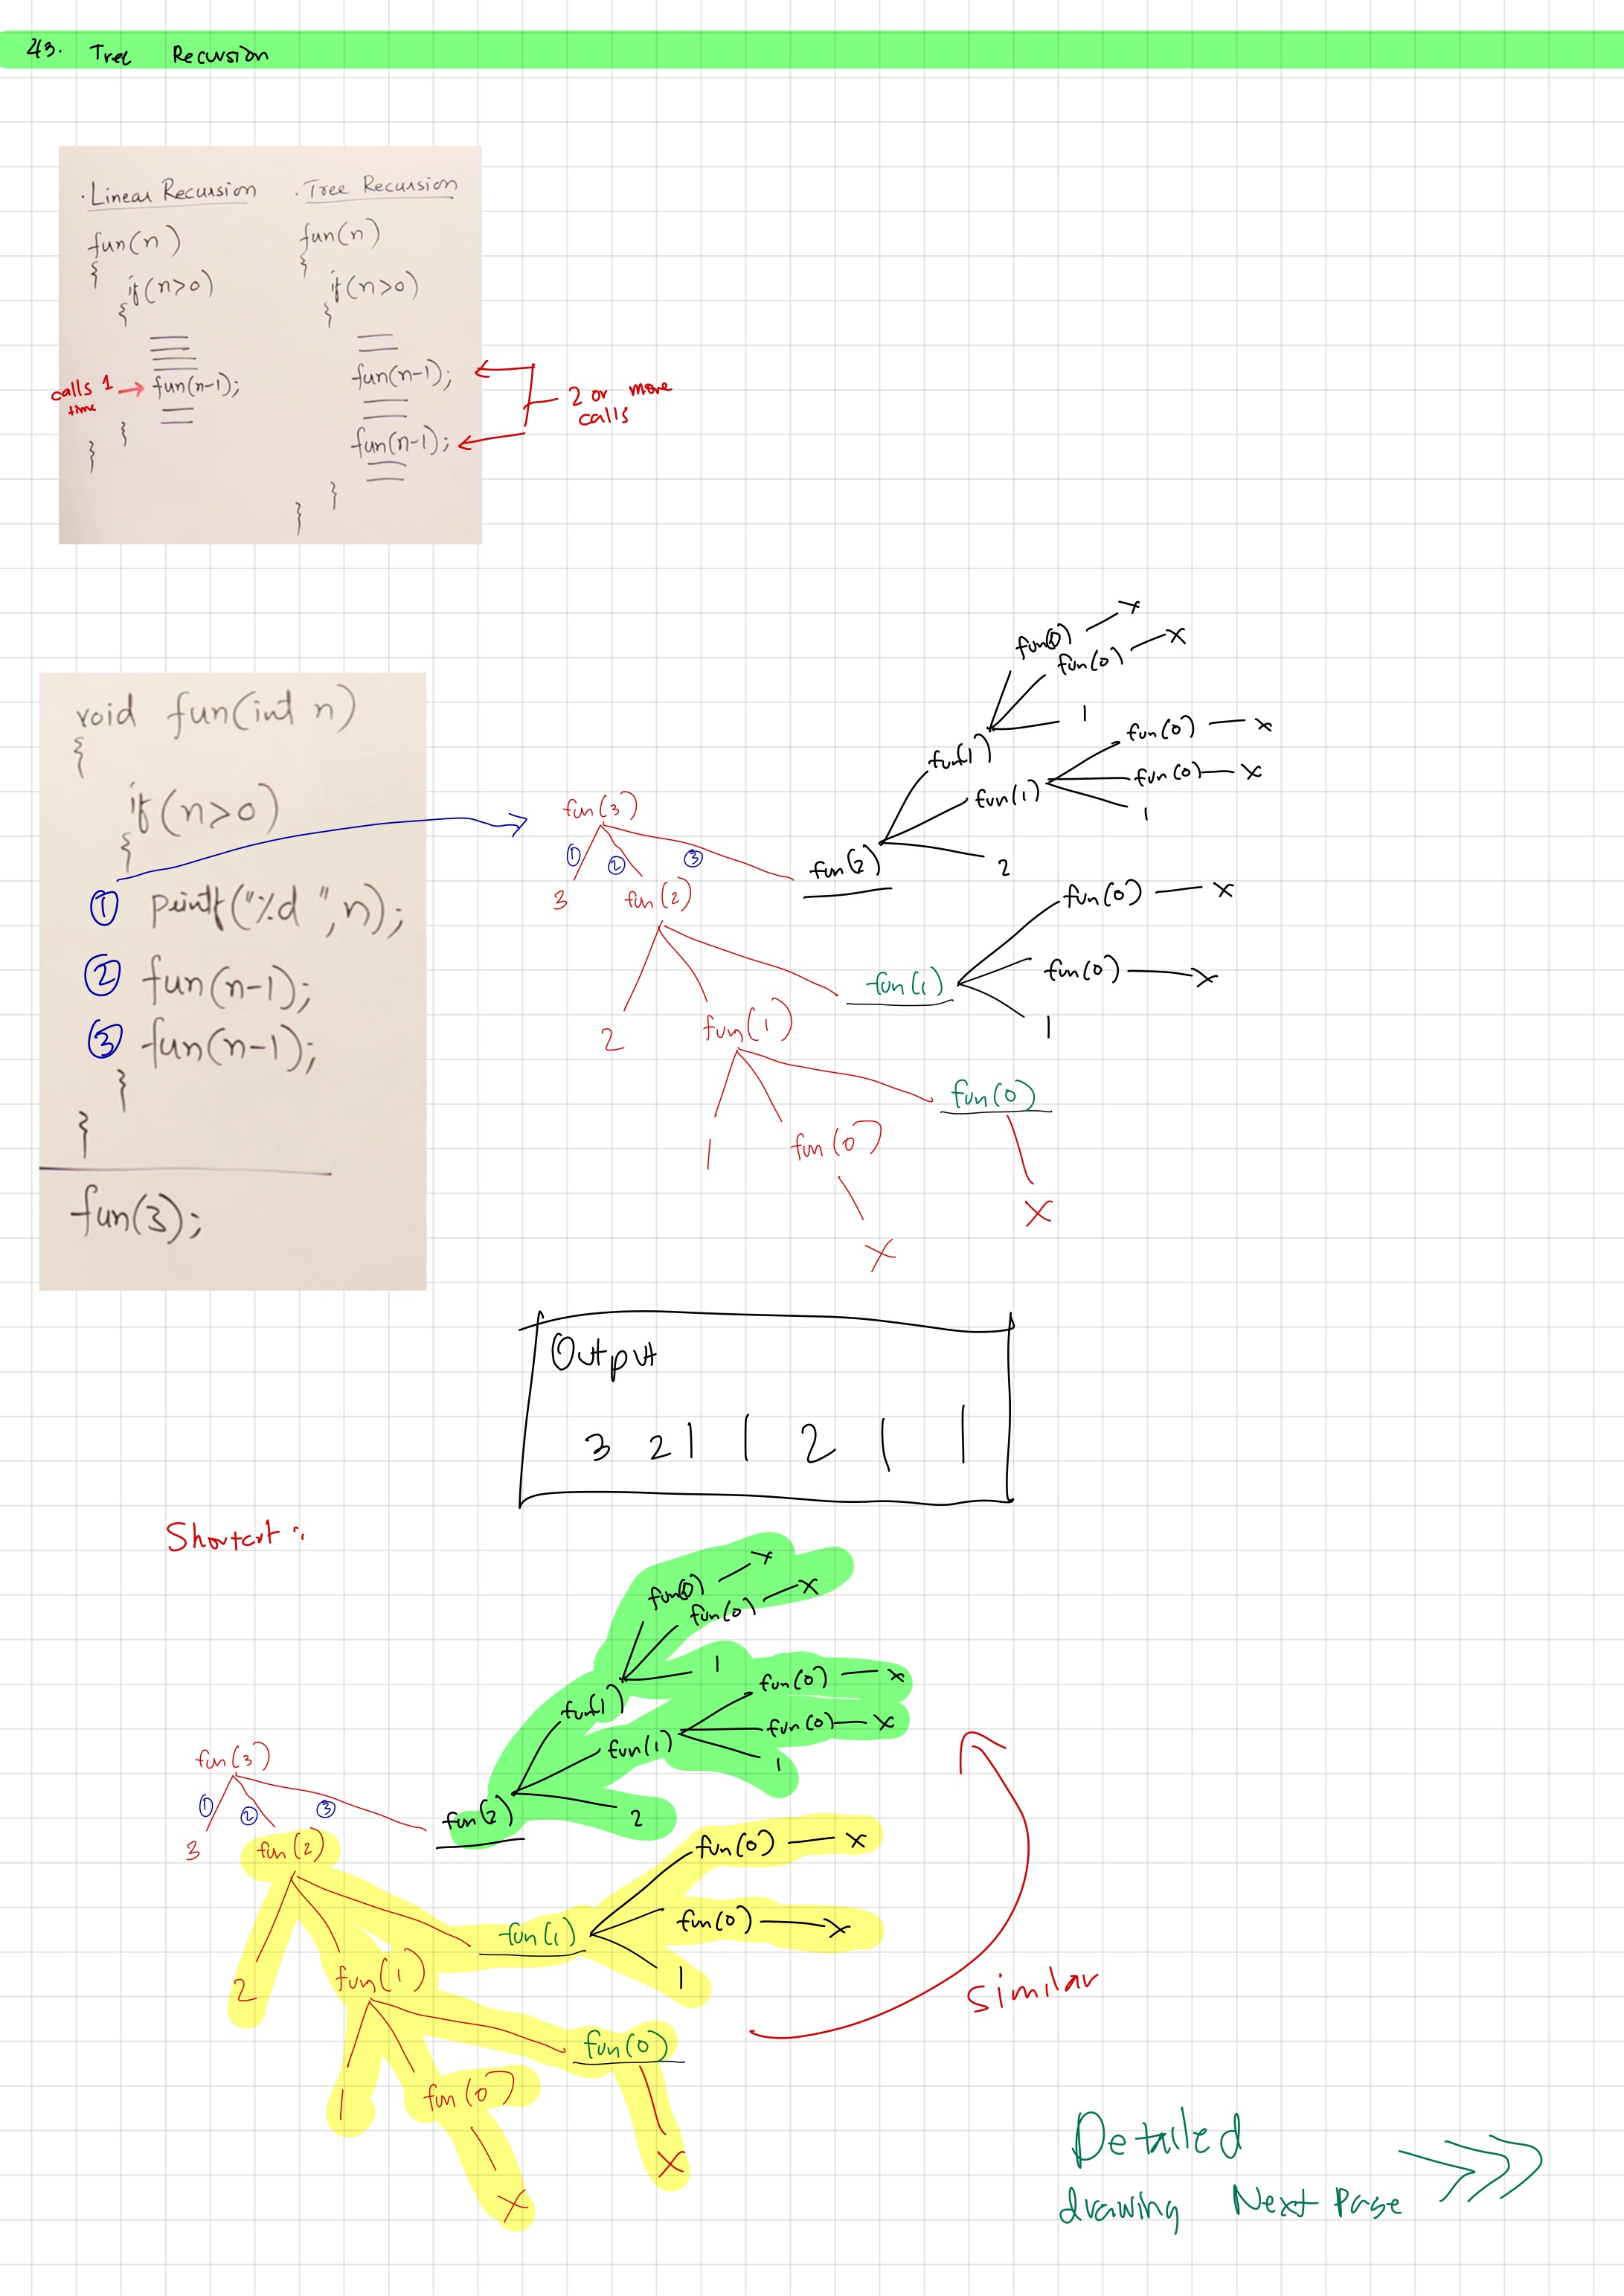 43. Tree Recursion
. Linear Recursion
fun(n)
{
if(n>0)
{
calls 1 time → fun(n-1);
}
}
. Tree Recursion
fun(n)
{
if(n>0)
{
fun(n-1);
fun(n-1);
}
}
2 or more
calls
void fun(int n)
{
if(n>0)
{
① printf("%d ",n);
② fun(n-1);
③ fun(n-1);
}
}
fun(3);
fun(0) x
fun(0) x
1
fun(1)
fun(0) x
fun(1)
fun(0) x
1
fun(3)
① ② ③
fun(2)
2
3 fun(2)
fun(0) x
fun(1)
fun(0) x
1
2 fun(1)
fun(0)
1 fun(0)
x
x
Output
3 2 1 1 2 1 1
Shortcut :
fun(0) x
fun(0) x
1
fun(1)
fun(0) x
fun(1)
fun(0) x
1
fun(3)
① ② ③
fun(2)
2
3 fun(2)
fun(0) x
fun(1)
fun(0) x
1
2 fun(1)
Similar
fun(0)
1 fun(0)
x
x
Detailed
drawing Next Page